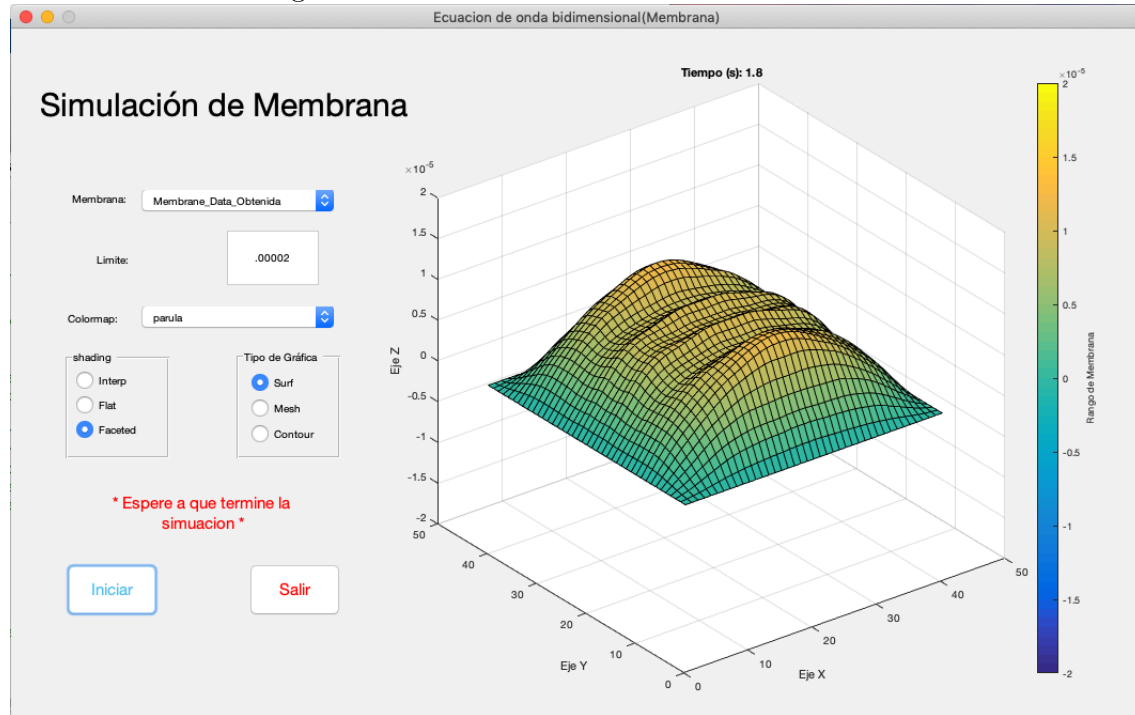 Ecuacion de onda bidimensional(Membrana)
Simulación de Membrana
Membrana:
Membrane_Data_Obtenida
Limite:
.00002
Colormap:
parula
shading
Interp
Flat
Faceted
Tipo de Gráfica
Surf
Mesh
Contour
* Espere a que termine la
simuacion *
Iniciar
Salir
Tiempo (s): 1.8
×10⁻⁵
2
1.5
1
0.5
0
-0.5
-1
-1.5
-2
Eje Z
50
40
30
20
10
0
Eje Y
0
10
20
30
40
50
Eje X
×10⁻⁵
2
1.5
1
0.5
0
-0.5
-1
-1.5
-2
Rango de Membrana